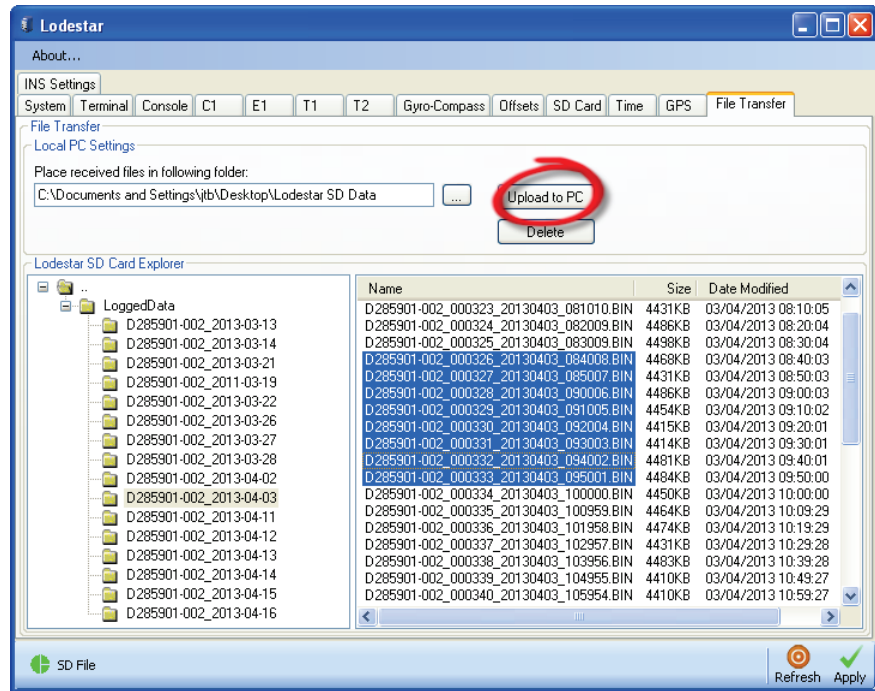 Lodestar
About...
INS Settings
System Terminal Console C1 E1 T1 T2 Gyro-Compass Offsets SD Card Time GPS File Transfer
File Transfer
Local PC Settings
Place received files in following folder:
C:\Documents and Settings\jtb\Desktop\Lodestar SD Data ... Upload to PC
Delete
Lodestar SD Card Explorer
..
LoggedData
D285901-002_2013-03-13
D285901-002_2013-03-14
D285901-002_2013-03-21
D285901-002_2011-03-19
D285901-002_2013-03-22
D285901-002_2013-03-26
D285901-002_2013-03-27
D285901-002_2013-03-28
D285901-002_2013-04-02
D285901-002_2013-04-03
D285901-002_2013-04-11
D285901-002_2013-04-12
D285901-002_2013-04-13
D285901-002_2013-04-14
D285901-002_2013-04-15
D285901-002_2013-04-16
Name Size Date Modified
D285901-002_000323_20130403_081010.BIN 4431KB 03/04/2013 08:10:05
D285901-002_000324_20130403_082009.BIN 4486KB 03/04/2013 08:20:04
D285901-002_000325_20130403_083009.BIN 4498KB 03/04/2013 08:30:04
D285901-002_000326_20130403_084008.BIN 4468KB 03/04/2013 08:40:03
D285901-002_000327_20130403_085007.BIN 4431KB 03/04/2013 08:50:03
D285901-002_000328_20130403_090006.BIN 4486KB 03/04/2013 09:00:03
D285901-002_000329_20130403_091005.BIN 4454KB 03/04/2013 09:10:02
D285901-002_000330_20130403_092004.BIN 4415KB 03/04/2013 09:20:01
D285901-002_000331_20130403_093003.BIN 4414KB 03/04/2013 09:30:01
D285901-002_000332_20130403_094002.BIN 4481KB 03/04/2013 09:40:01
D285901-002_000333_20130403_095001.BIN 4484KB 03/04/2013 09:50:00
D285901-002_000334_20130403_100000.BIN 4450KB 03/04/2013 10:00:00
D285901-002_000335_20130403_100959.BIN 4464KB 03/04/2013 10:09:29
D285901-002_000336_20130403_101958.BIN 4474KB 03/04/2013 10:19:29
D285901-002_000337_20130403_102957.BIN 4431KB 03/04/2013 10:29:28
D285901-002_000338_20130403_103956.BIN 4483KB 03/04/2013 10:39:28
D285901-002_000339_20130403_104955.BIN 4410KB 03/04/2013 10:49:27
D285901-002_000340_20130403_105954.BIN 4410KB 03/04/2013 10:59:27
SD File
Refresh Apply